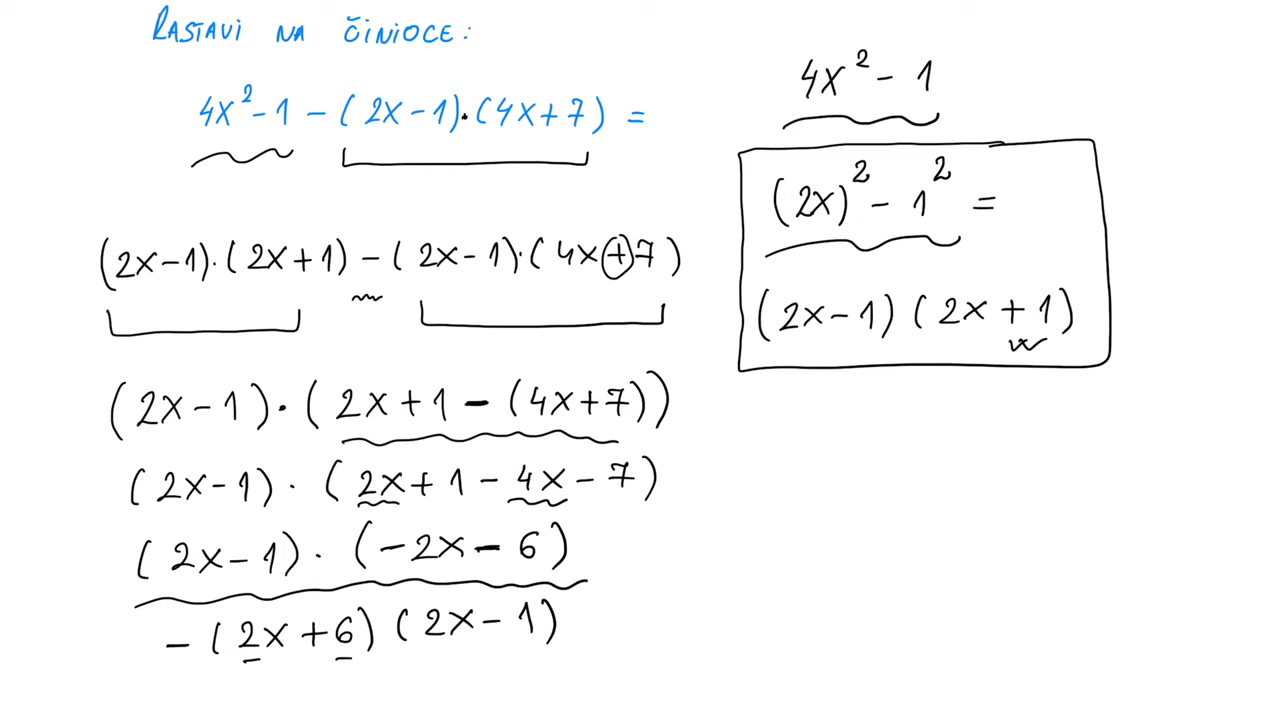 RASTAVI NA ČINIOCE:
4x² - 1 - (2x - 1)·(4x + 7) =
(2x - 1)·(2x + 1) - (2x - 1)·(4x + 7)
(2x - 1)·(2x + 1 - (4x + 7))
(2x - 1)·(2x + 1 - 4x - 7)
(2x - 1)·(-2x - 6)
- (2x + 6)(2x - 1)
4x² - 1
(2x)² - 1² =
(2x - 1)(2x + 1)